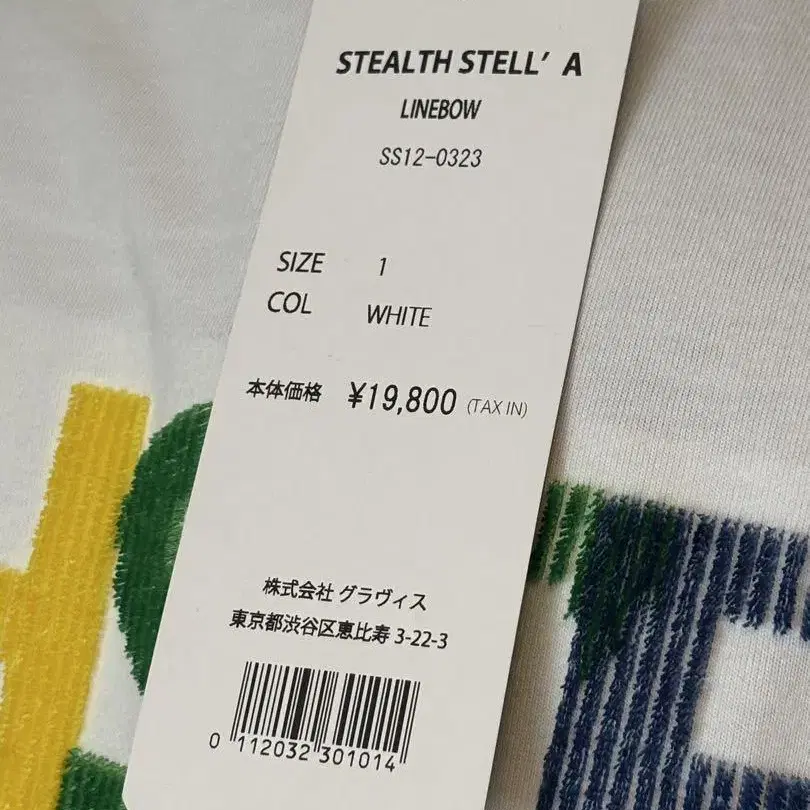 STEALTH STELL' A
LINEBOW
SS12-0323
SIZE 1
COL WHITE
本体価格 ¥19,800 (TAX IN)
株式会社 グラヴィス
東京都渋谷区恵比寿 3-22-3
0 112032 301014